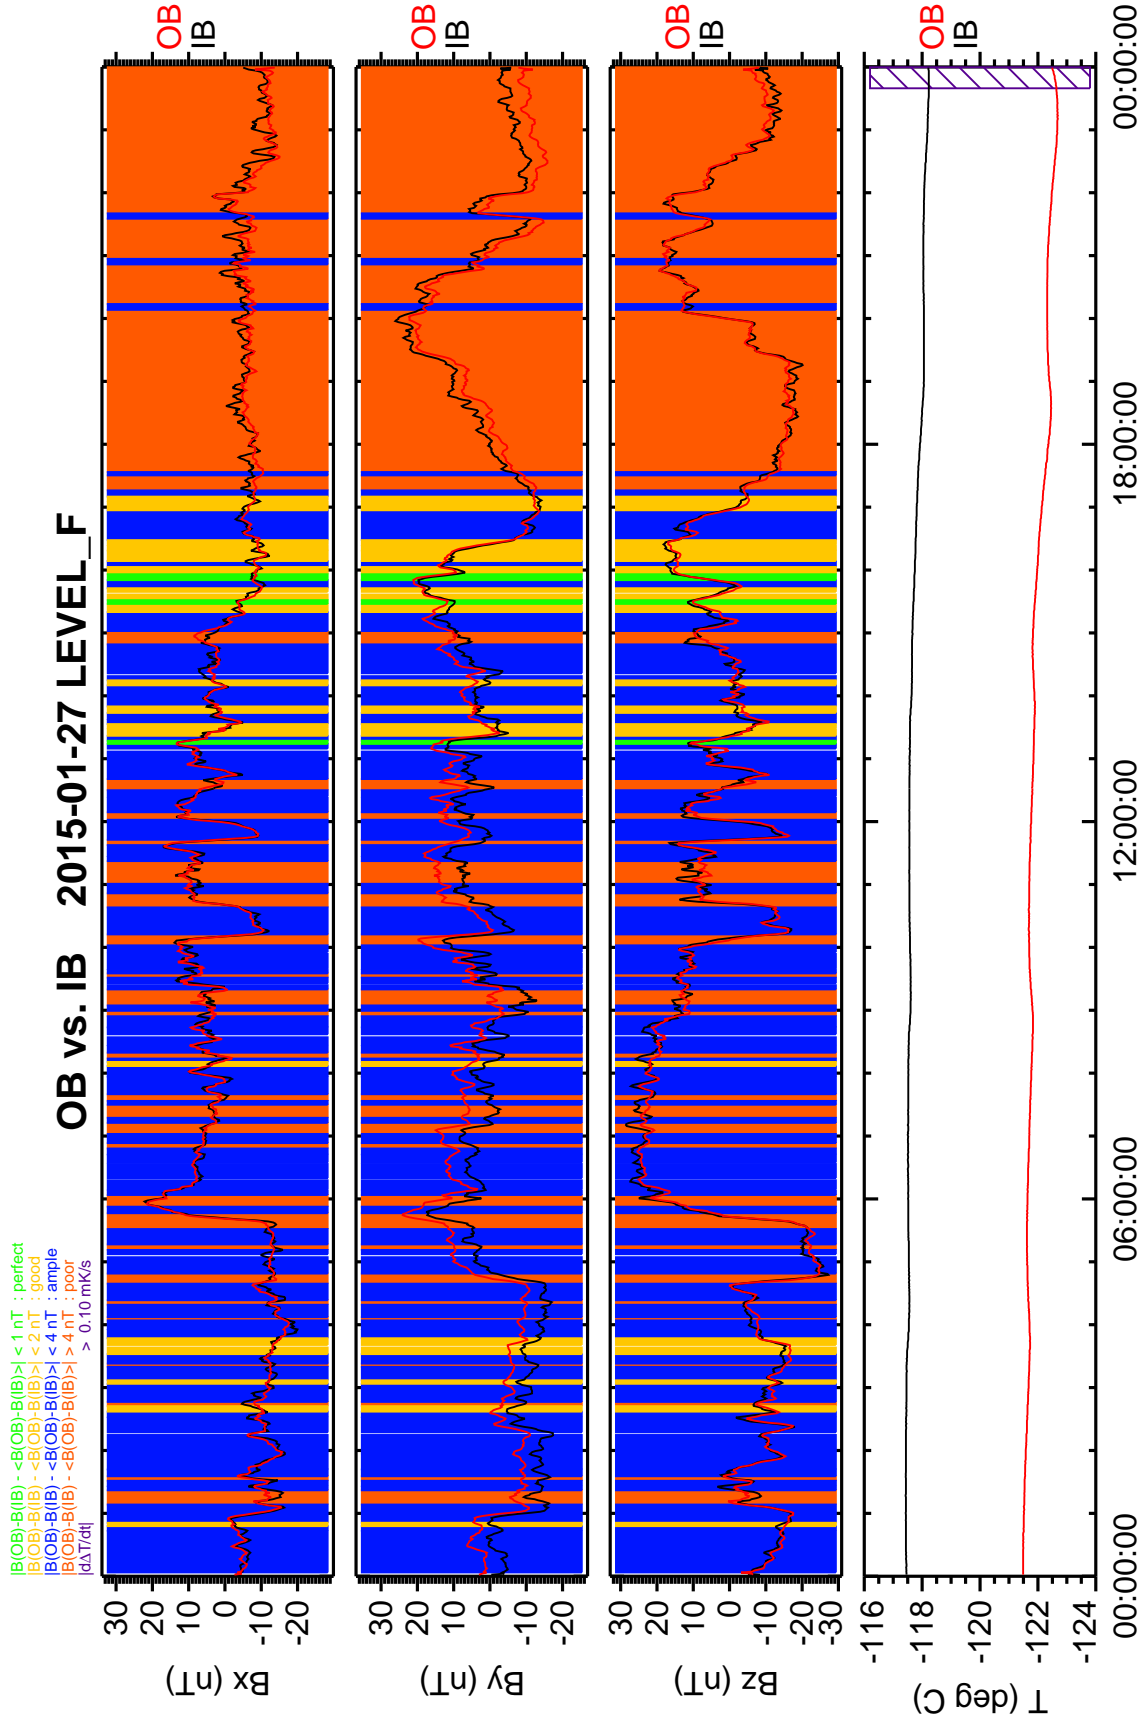 OB vs. IB 2015-01-27 LEVEL_F
|B(OB)-B(IB) - <B(OB)-B(IB)>| < 1 nT : perfect
|B(OB)-B(IB) - <B(OB)-B(IB)>| < 2 nT : good
|B(OB)-B(IB) - <B(OB)-B(IB)>| < 4 nT : ample
|B(OB)-B(IB) - <B(OB)-B(IB)>| > 4 nT : poor
|dΔT/dt| > 0.10 mK/s
Bx (nT)
30
20
10
0
-10
-20
OB
IB
By (nT)
30
20
10
0
-10
-20
OB
IB
Bz (nT)
30
20
10
0
-10
-20
-30
OB
IB
T (deg C)
-116
-118
-120
-122
-124
OB
IB
00:00:00 06:00:00 12:00:00 18:00:00 00:00:00